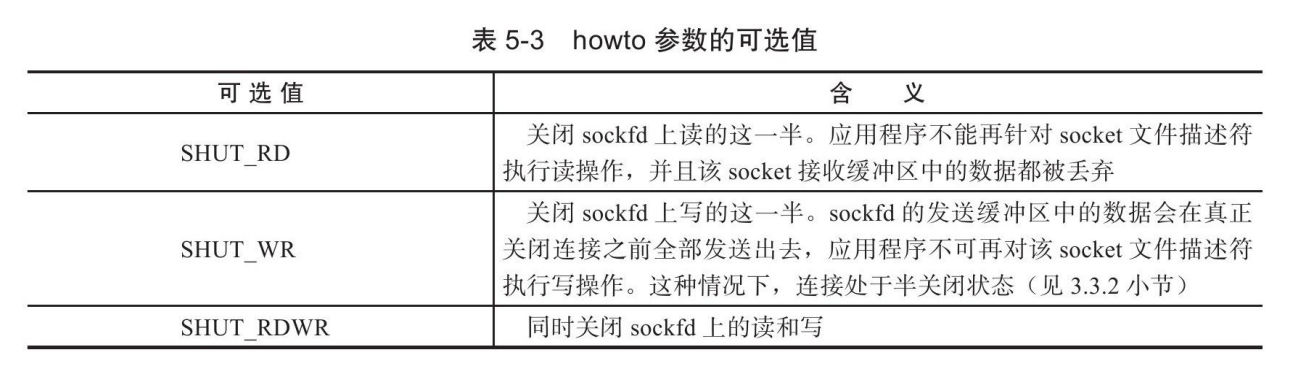 表 5-3 howto 参数的可选值
可 选 值
含 义
SHUT_RD
关闭 sockfd 上读的这一半。应用程序不能再针对 socket 文件描述符
执行读操作，并且该 socket 接收缓冲区中的数据都被丢弃
SHUT_WR
关闭 sockfd 上写的这一半。sockfd 的发送缓冲区中的数据会在真正
关闭连接之前全部发送出去，应用程序不可再对该 socket 文件描述符
执行写操作。这种情况下，连接处于半关闭状态（见 3.3.2 小节）
SHUT_RDWR
同时关闭 sockfd 上的读和写